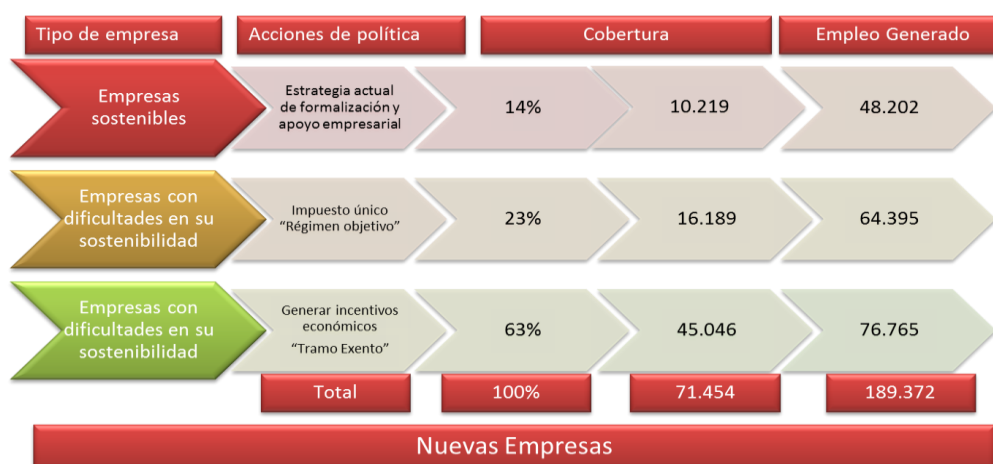 Tipo de empresa
Acciones de política
Cobertura
Empleo Generado
Empresas
sostenibles
Estrategia actual
de formalización y
apoyo empresarial
14%
10.219
48.202
Empresas con
dificultades en su
sostenibilidad
Impuesto único
“Régimen objetivo”
23%
16.189
64.395
Empresas con
dificultades en su
sostenibilidad
Generar incentivos
económicos
“Tramo Exento”
63%
45.046
76.765
Total
100%
71.454
189.372
Nuevas Empresas